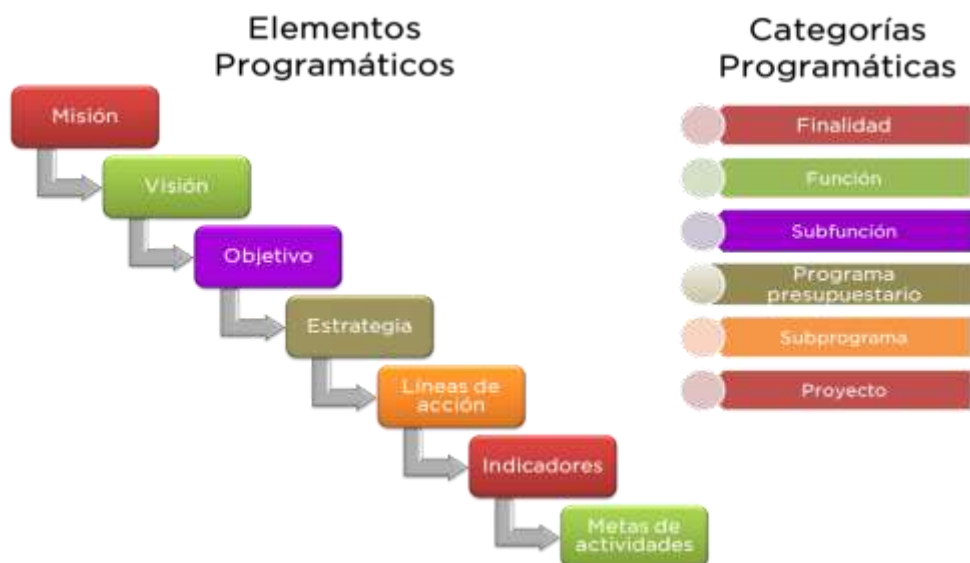 Elementos
Programáticos
Misión
Visión
Objetivo
Estrategia
Líneas de
acción
Indicadores
Metas de
actividades
Categorías
Programáticas
Finalidad
Función
Subfunción
Programa
presupuestario
Subprograma
Proyecto